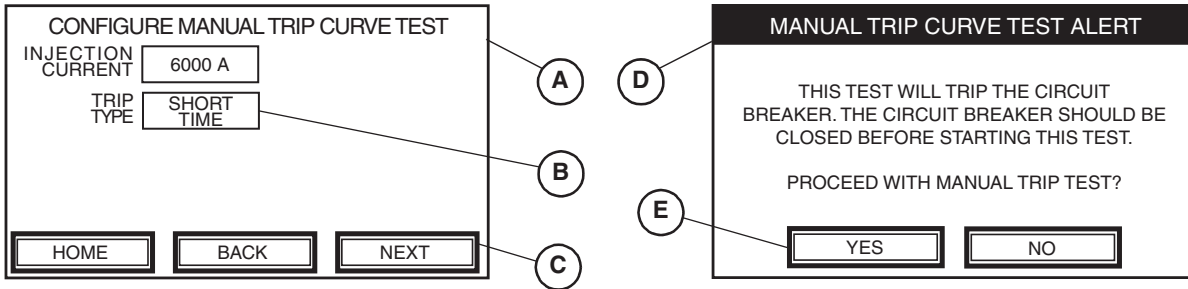 CONFIGURE MANUAL TRIP CURVE TEST
INJECTION
CURRENT
6000 A
TRIP
TYPE
SHORT
TIME
HOME
BACK
NEXT
A
B
C
MANUAL TRIP CURVE TEST ALERT
THIS TEST WILL TRIP THE CIRCUIT
BREAKER. THE CIRCUIT BREAKER SHOULD BE
CLOSED BEFORE STARTING THIS TEST.
PROCEED WITH MANUAL TRIP TEST?
YES
NO
D
E